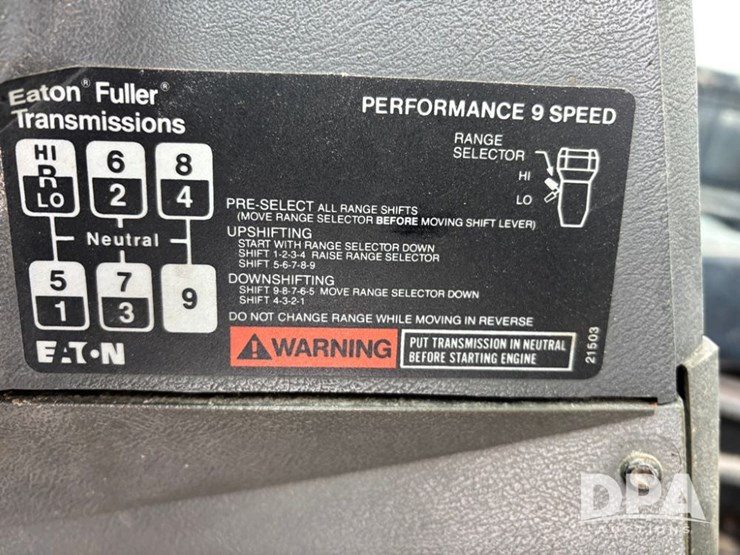 Eaton® Fuller®
Transmissions
PERFORMANCE 9 SPEED
HI
R
LO
6
2
8
4
Neutral
5
1
7
3
9
EATON
RANGE
SELECTOR
HI
LO
PRE-SELECT ALL RANGE SHIFTS
(MOVE RANGE SELECTOR BEFORE MOVING SHIFT LEVER)
UPSHIFTING
START WITH RANGE SELECTOR DOWN
SHIFT 1-2-3-4 RAISE RANGE SELECTOR
SHIFT 5-6-7-8-9
DOWNSHIFTING
SHIFT 9-8-7-6-5 MOVE RANGE SELECTOR DOWN
SHIFT 4-3-2-1
DO NOT CHANGE RANGE WHILE MOVING IN REVERSE
WARNING
PUT TRANSMISSION IN NEUTRAL
BEFORE STARTING ENGINE
21503
DPA
AUCTIONS